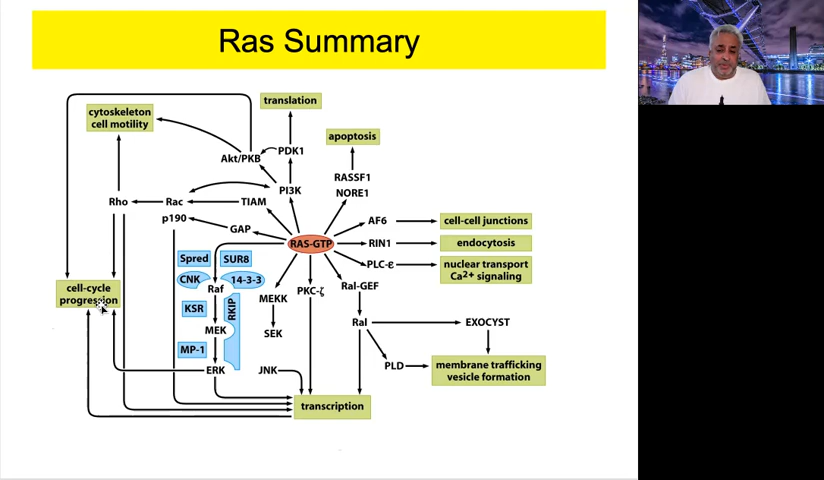 Ras Summary
translation
cytoskeleton
cell motility
apoptosis
Akt/PKB
PDK1
RASSF1
NORE1
PI3K
Rho
Rac
TIAM
p190
GAP
AF6
cell-cell junctions
RAS-GTP
RIN1
endocytosis
PLC-ε
nuclear transport
Ca2+ signaling
Spred
SUR8
CNK
14-3-3
Raf
cell-cycle
progression
MEKK
PKC-ζ
Ral-GEF
KSR
RKIP
MEK
SEK
Ral
EXOCYST
MP-1
ERK
JNK
PLD
membrane trafficking
vesicle formation
transcription